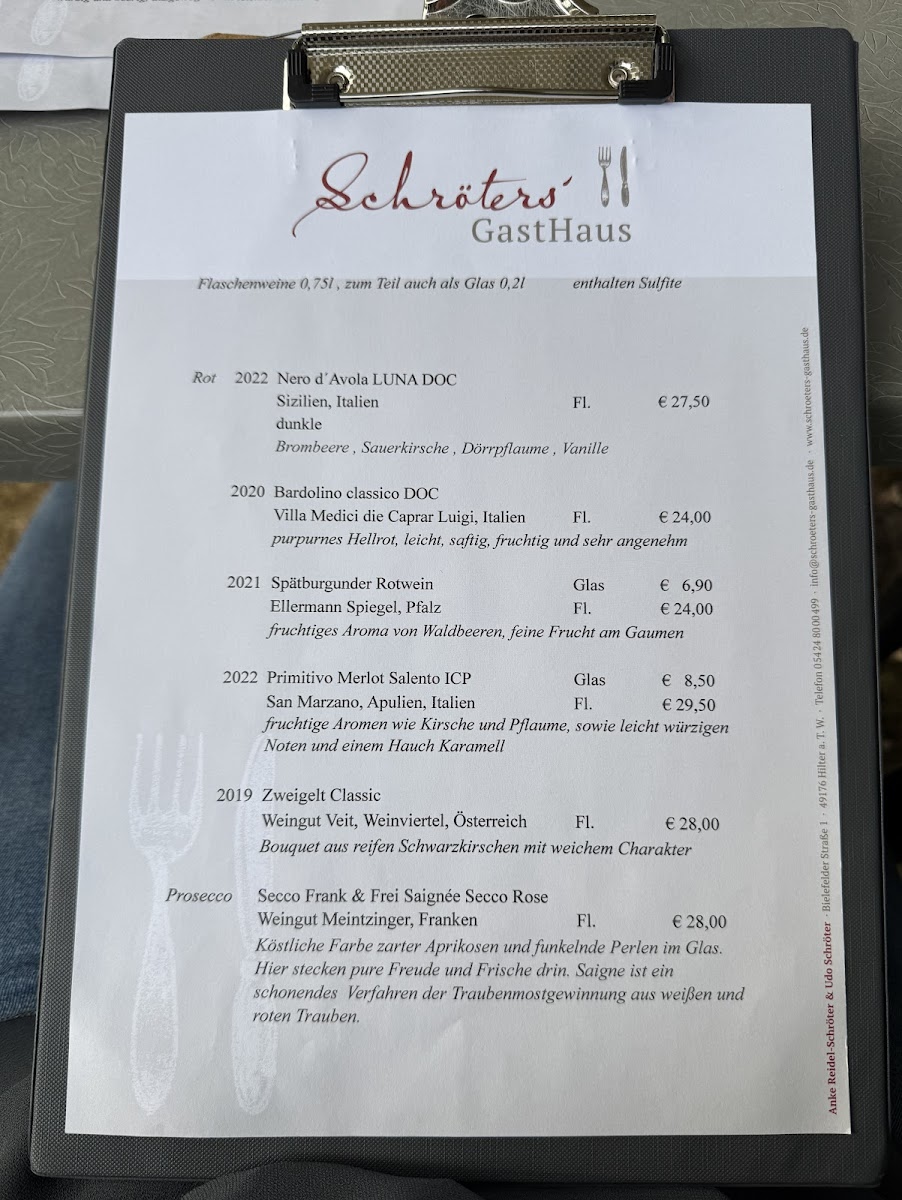 Schröters'
GastHaus
Flaschenweine 0,75l , zum Teil auch als Glas 0,2l enthalten Sulfite
Rot 2022 Nero d´Avola LUNA DOC
Sizilien, Italien Fl. € 27,50
dunkle
Brombeere , Sauerkirsche , Dörrpflaume , Vanille
2020 Bardolino classico DOC
Villa Medici die Caprar Luigi, Italien Fl. € 24,00
purpurnes Hellrot, leicht, saftig, fruchtig und sehr angenehm
2021 Spätburgunder Rotwein Glas € 6,90
Ellermann Spiegel, Pfalz Fl. € 24,00
fruchtiges Aroma von Waldbeeren, feine Frucht am Gaumen
2022 Primitivo Merlot Salento ICP Glas € 8,50
San Marzano, Apulien, Italien Fl. € 29,50
fruchtige Aromen wie Kirsche und Pflaume, sowie leicht würzigen
Noten und einem Hauch Karamell
2019 Zweigelt Classic
Weingut Veit, Weinviertel, Österreich Fl. € 28,00
Bouquet aus reifen Schwarzkirschen mit weichem Charakter
Prosecco Secco Frank & Frei Saignée Secco Rose
Weingut Meintzinger, Franken Fl. € 28,00
Köstliche Farbe zarter Aprikosen und funkelnde Perlen im Glas.
Hier stecken pure Freude und Frische drin. Saigne ist ein
schonendes Verfahren der Traubenmostgewinnung aus weißen und
roten Trauben.
Anke Reidel-Schröter & Udo Schröter · Bielefelder Straße 1 · 49176 Hilter a. T. W. · Telefon 05424 80 00 499 · info@schroeters-gasthaus.de · www.schroeters-gasthaus.de